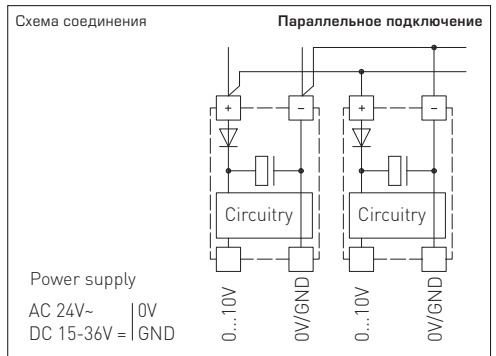 Схема соединения
Параллельное подключение
+ − + −
Circuitry Circuitry
Power supply
AC 24V~ 0V
DC 15-36V = GND
0...10V
0V/GND
0...10V
0V/GND